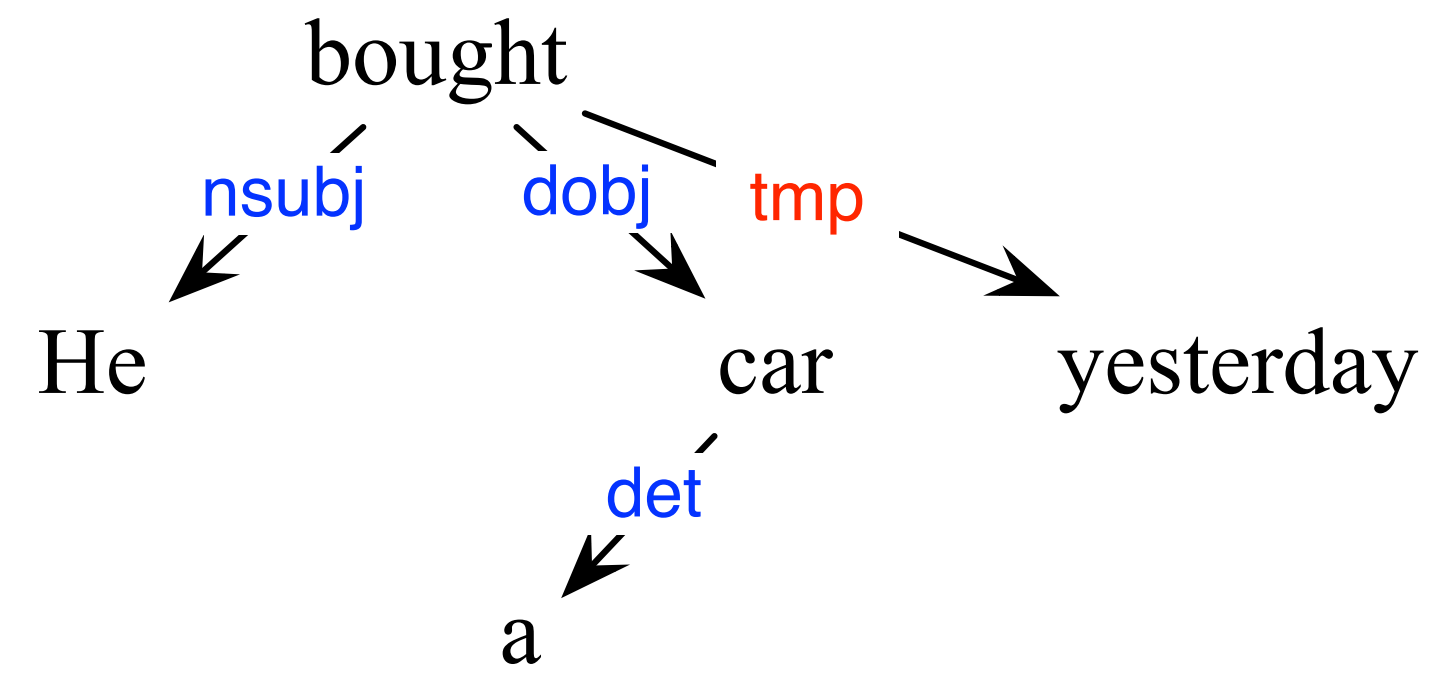 bought
nsubj dobj tmp
He car yesterday
det
a